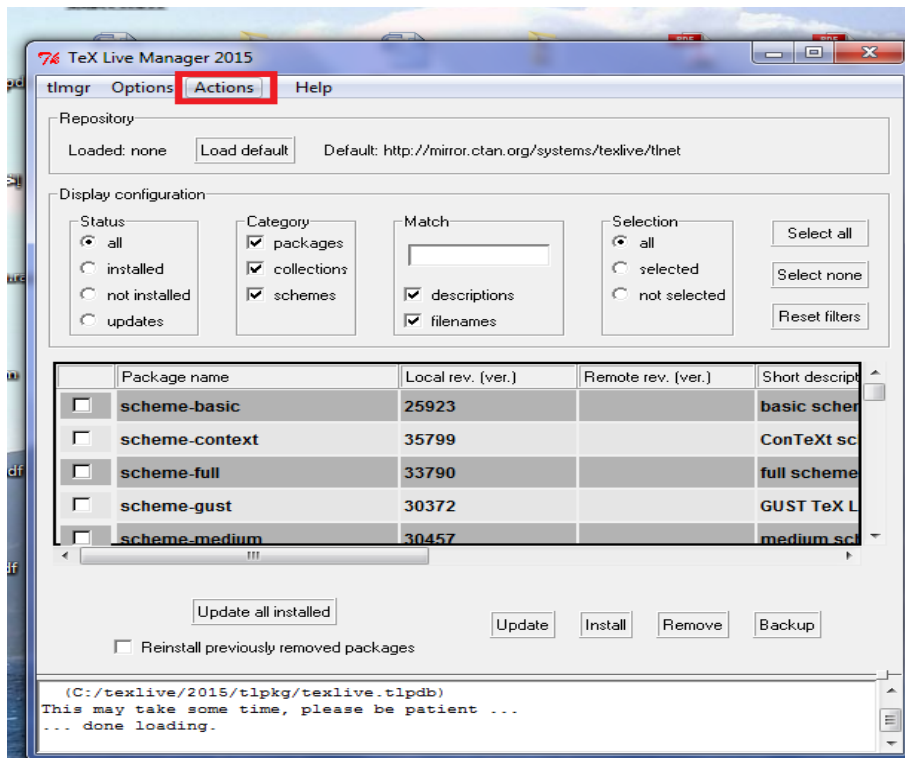 TeX Live Manager 2015
tlmgr Options Actions Help
Repository
Loaded: none Load default Default: http://mirror.ctan.org/systems/texlive/tlnet
Display configuration
Status Category Match Selection
all packages all Select all
installed collections selected Select none
not installed schemes descriptions not selected
updates filenames Reset filters
Package name Local rev. (ver.) Remote rev. (ver.) Short descript
scheme-basic 25923 basic schem
scheme-context 35799 ConTeXt sc
scheme-full 33790 full scheme
scheme-gust 30372 GUST TeX L
scheme-medium 30457 medium sch
Update all installed
Update Install Remove Backup
Reinstall previously removed packages
(C:/texlive/2015/tlpkg/texlive.tlpdb)
This may take some time, please be patient ...
... done loading.